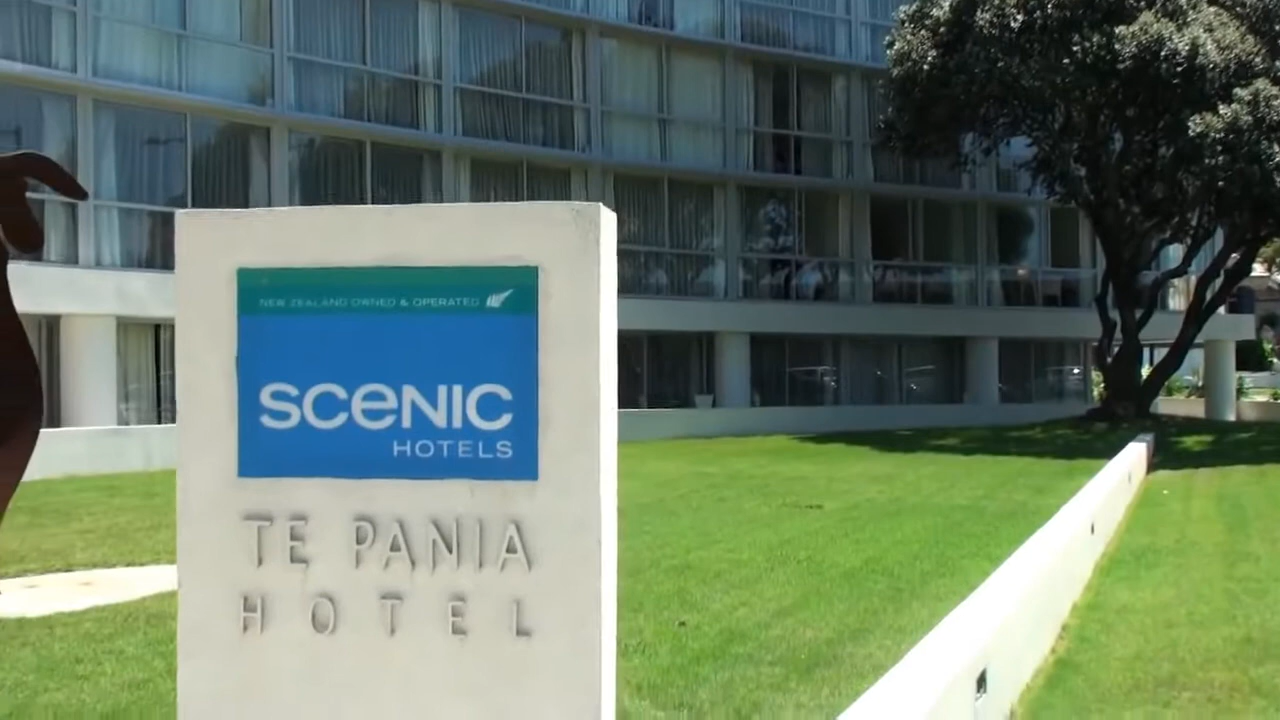 NEW ZEALAND OWNED & OPERATED
SCENIC
HOTELS
TE PANIA
HOTEL